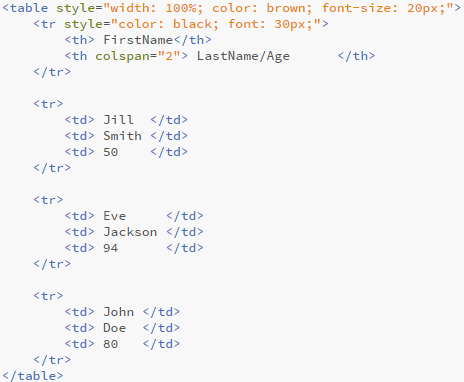 <table style="width: 100%; color: brown; font-size: 20px;">
    <tr style="color: black; font: 30px;">
        <th> FirstName</th>
        <th colspan="2"> LastName/Age      </th>
    </tr>

    <tr>
        <td> Jill  </td>
        <td> Smith </td>
        <td> 50    </td>
    </tr>

    <tr>
        <td> Eve     </td>
        <td> Jackson </td>
        <td> 94      </td>
    </tr>

    <tr>
        <td> John </td>
        <td> Doe  </td>
        <td> 80   </td>
    </tr>
</table>